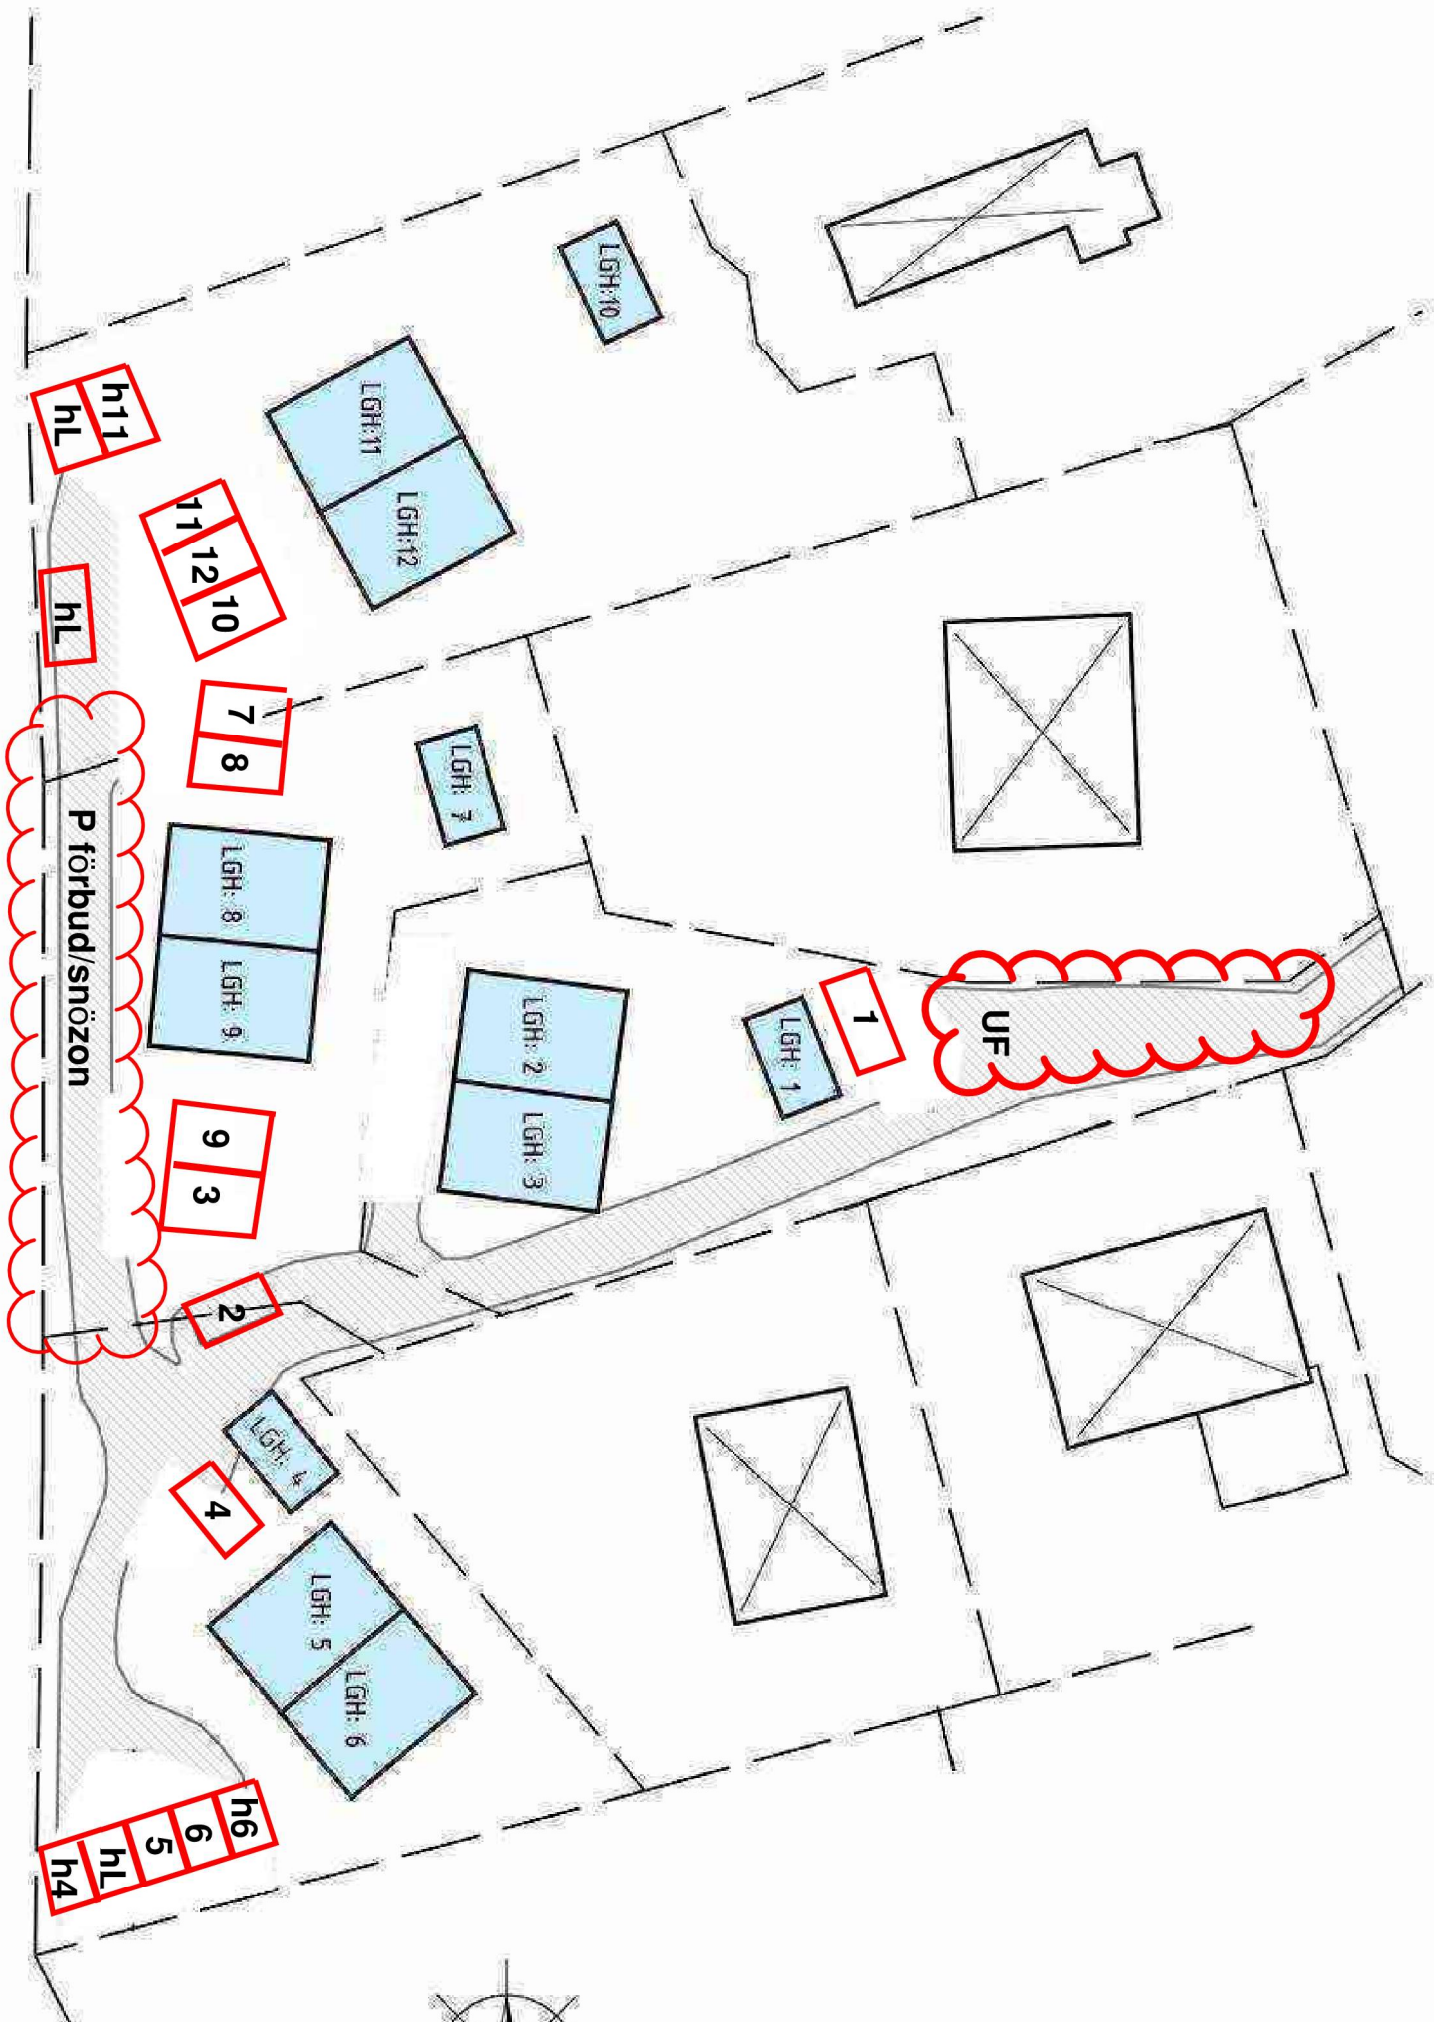 LGH:10
LGH:11
LGH:12
h11
hL
11
12
10
hL
7
8
LGH: 7
LGH: 8
LGH: 9
P förbud/snözon
LGH: 2
LGH: 3
LGH: 1
1
UF
9
3
2
LGH: 4
4
LGH: 5
LGH: 6
h6
6
5
hL
h4